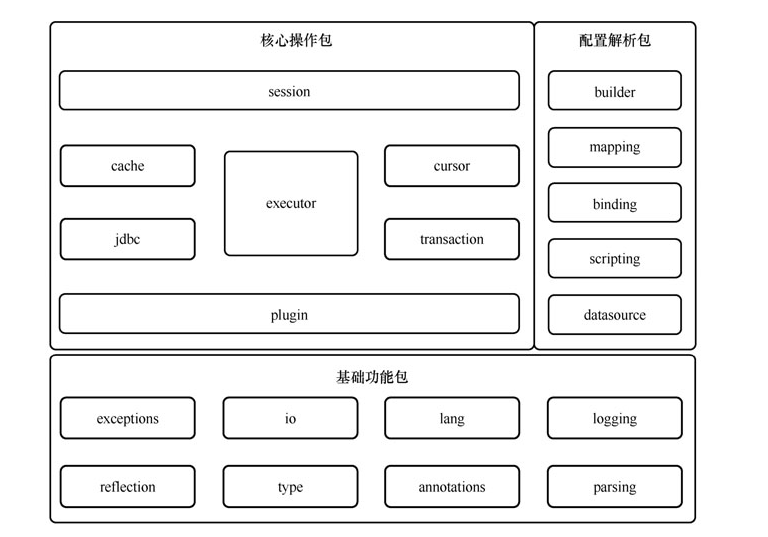 核心操作包
session
cache
executor
cursor
jdbc
transaction
plugin
配置解析包
builder
mapping
binding
scripting
datasource
基础功能包
exceptions
io
lang
logging
reflection
type
annotations
parsing